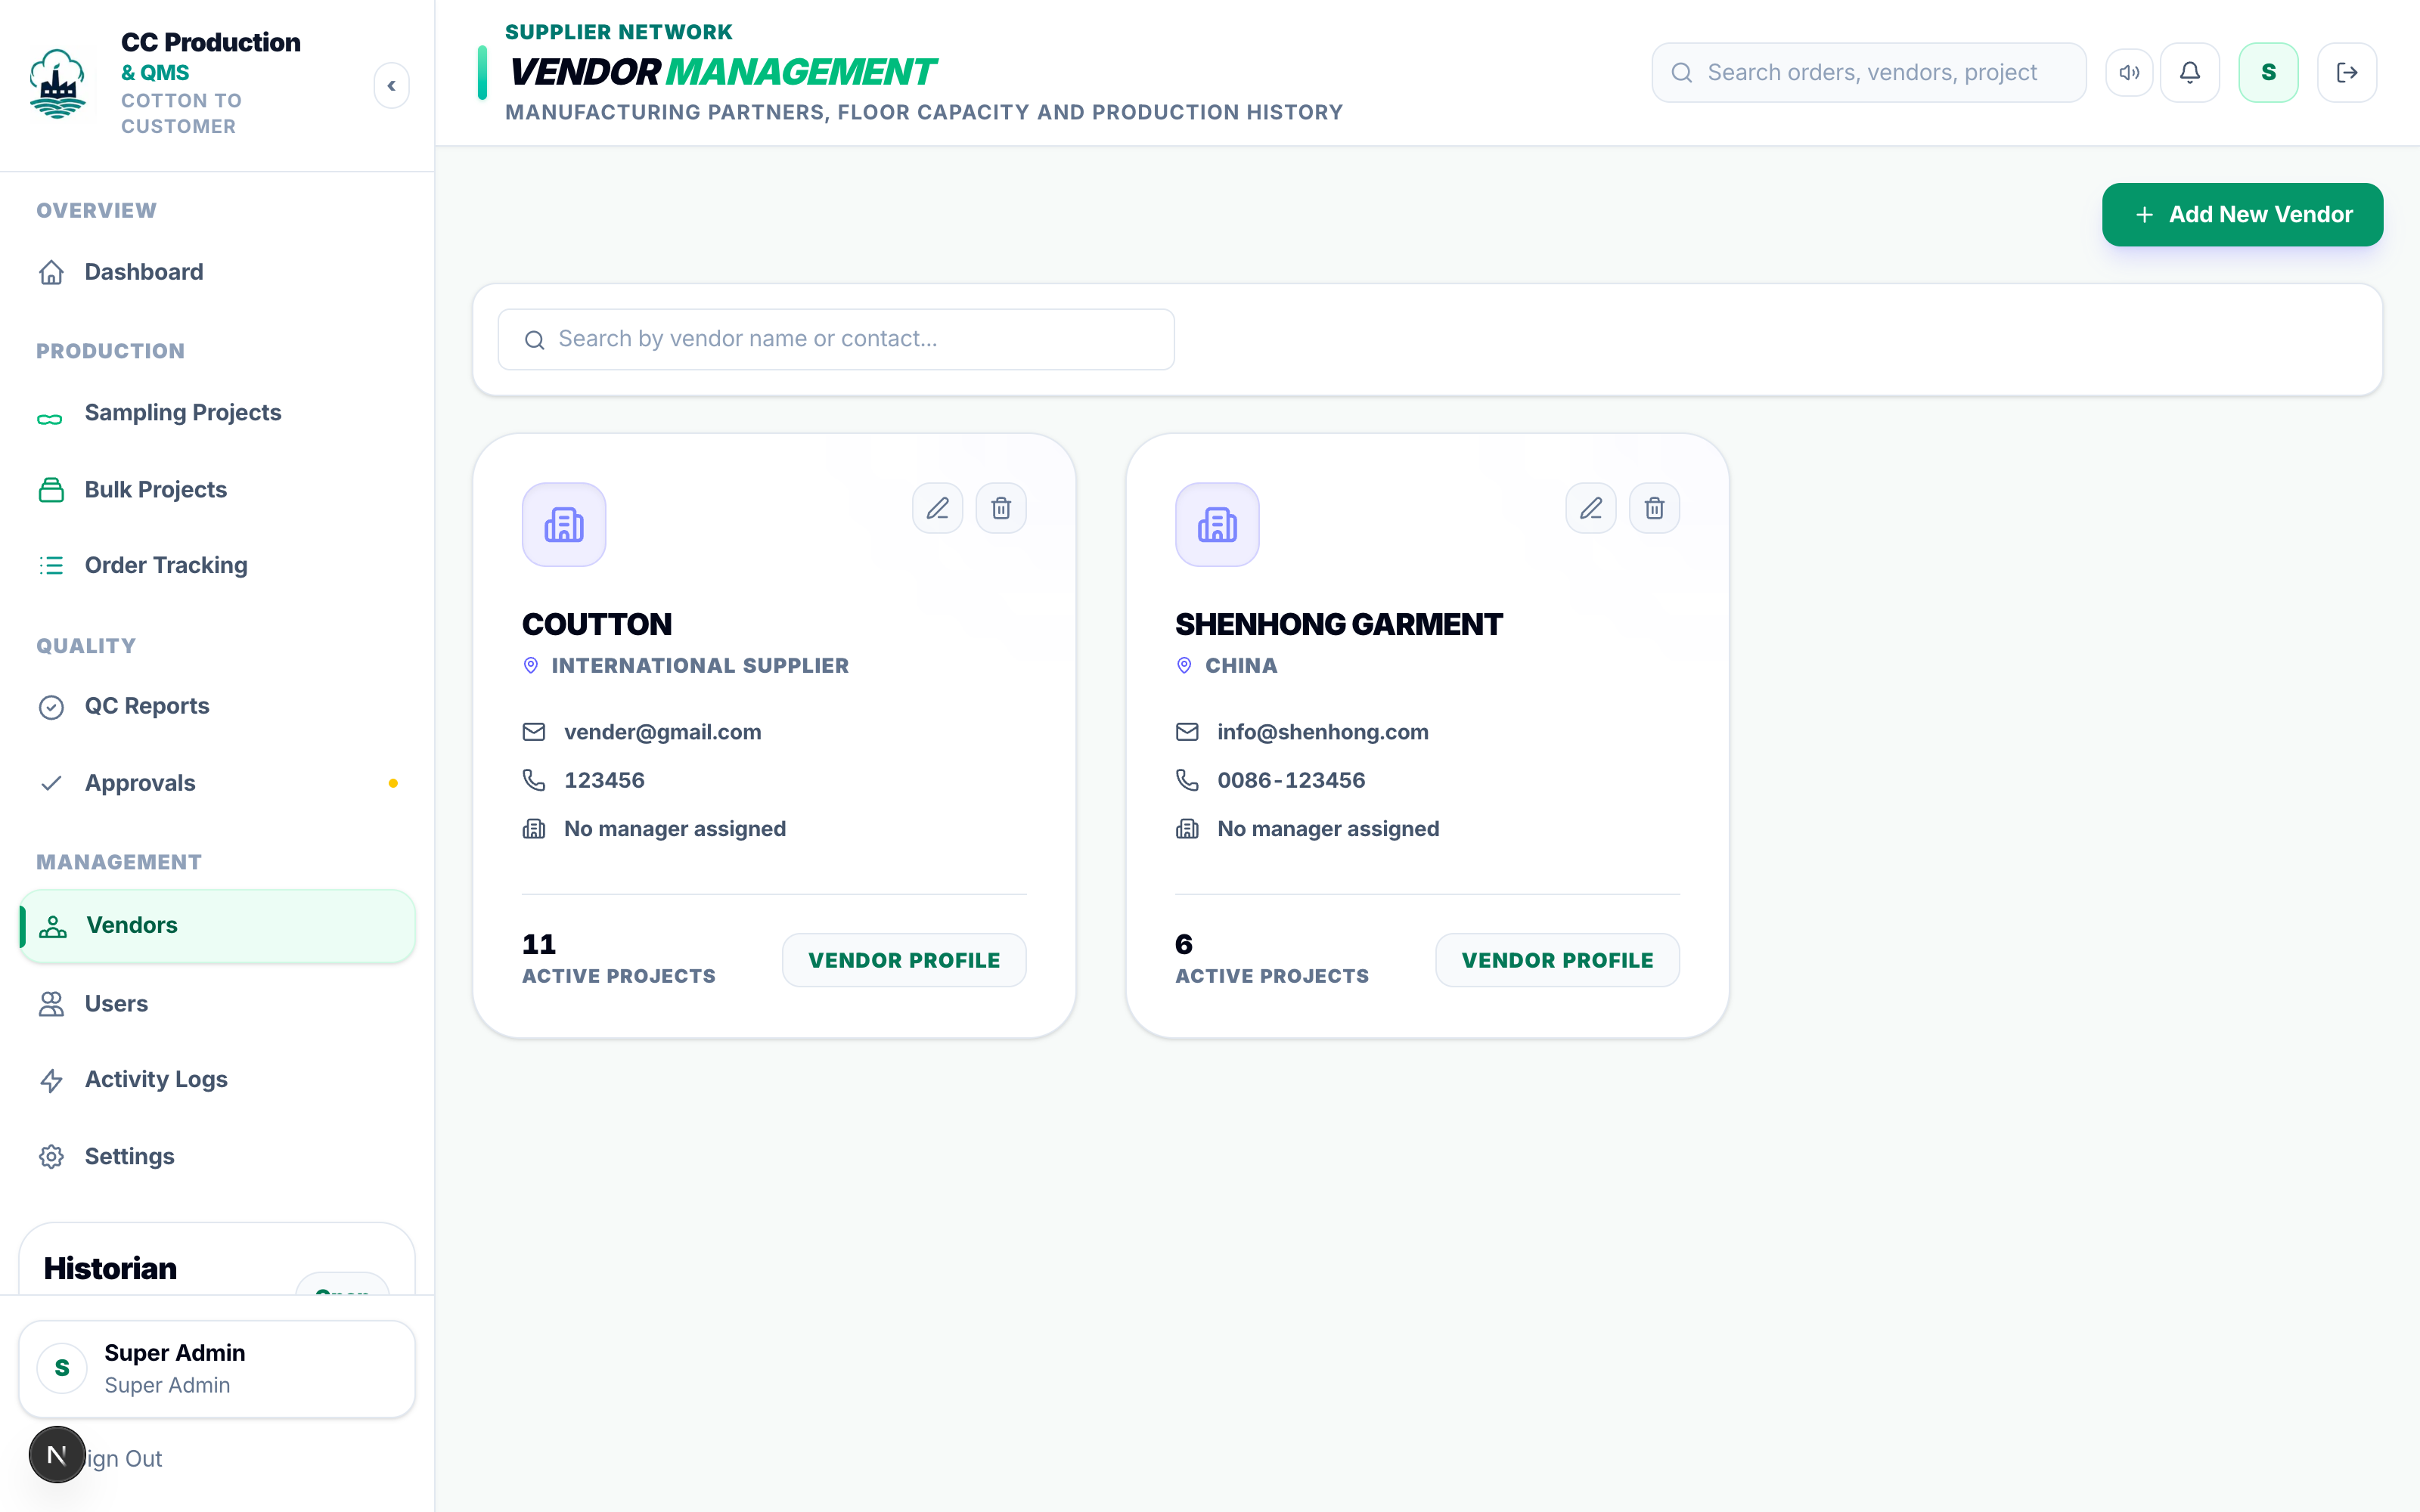 CC Production
& QMS
COTTON TO
CUSTOMER
OVERVIEW
Dashboard
PRODUCTION
Sampling Projects
Bulk Projects
Order Tracking
QUALITY
QC Reports
Approvals
MANAGEMENT
Vendors
Users
Activity Logs
Settings
Historian
S
Super Admin
Super Admin
N
ign Out
SUPPLIER NETWORK
VENDOR MANAGEMENT
MANUFACTURING PARTNERS, FLOOR CAPACITY AND PRODUCTION HISTORY
Search orders, vendors, project
S
+ Add New Vendor
Search by vendor name or contact...
COUTTON
INTERNATIONAL SUPPLIER
vender@gmail.com
123456
No manager assigned
11
ACTIVE PROJECTS
VENDOR PROFILE
SHENHONG GARMENT
CHINA
info@shenhong.com
0086-123456
No manager assigned
6
ACTIVE PROJECTS
VENDOR PROFILE